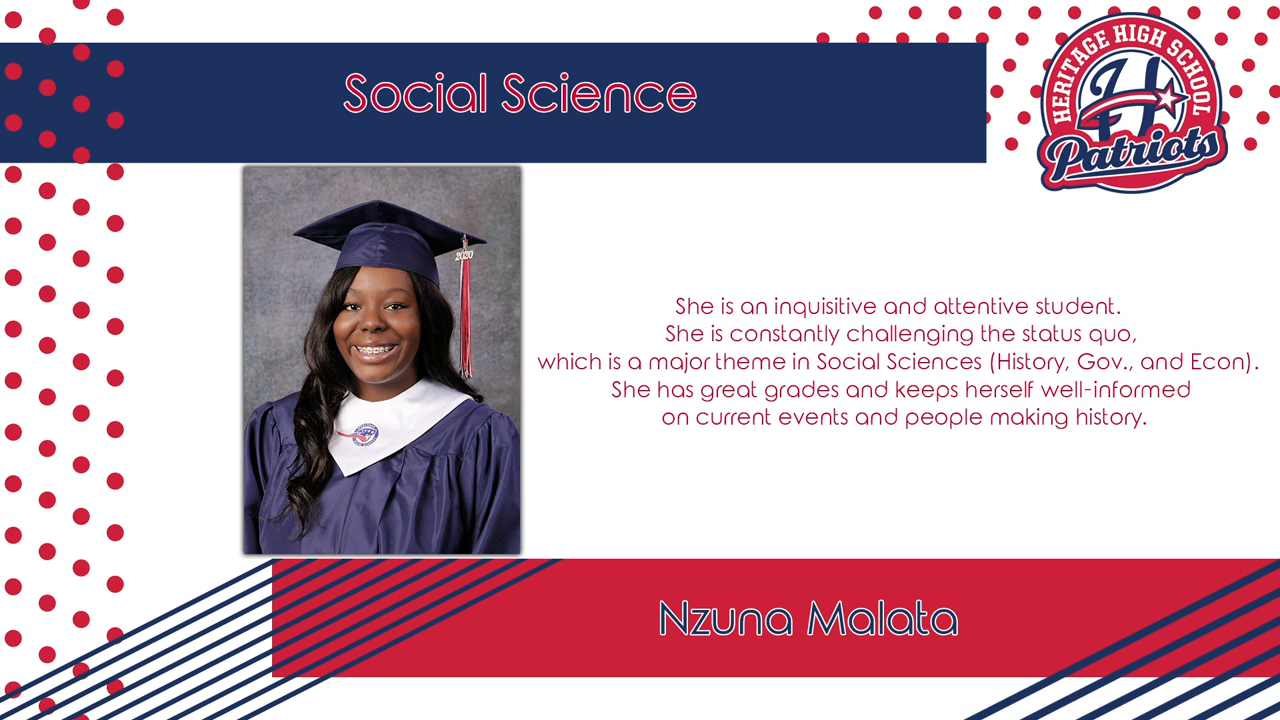 Social Science
HERITAGE HIGH SCHOOL
H
Patriots
2020
She is an inquisitive and attentive student.
She is constantly challenging the status quo,
which is a major theme in Social Sciences (History, Gov., and Econ).
She has great grades and keeps herself well-informed
on current events and people making history.
Nzuna Malata